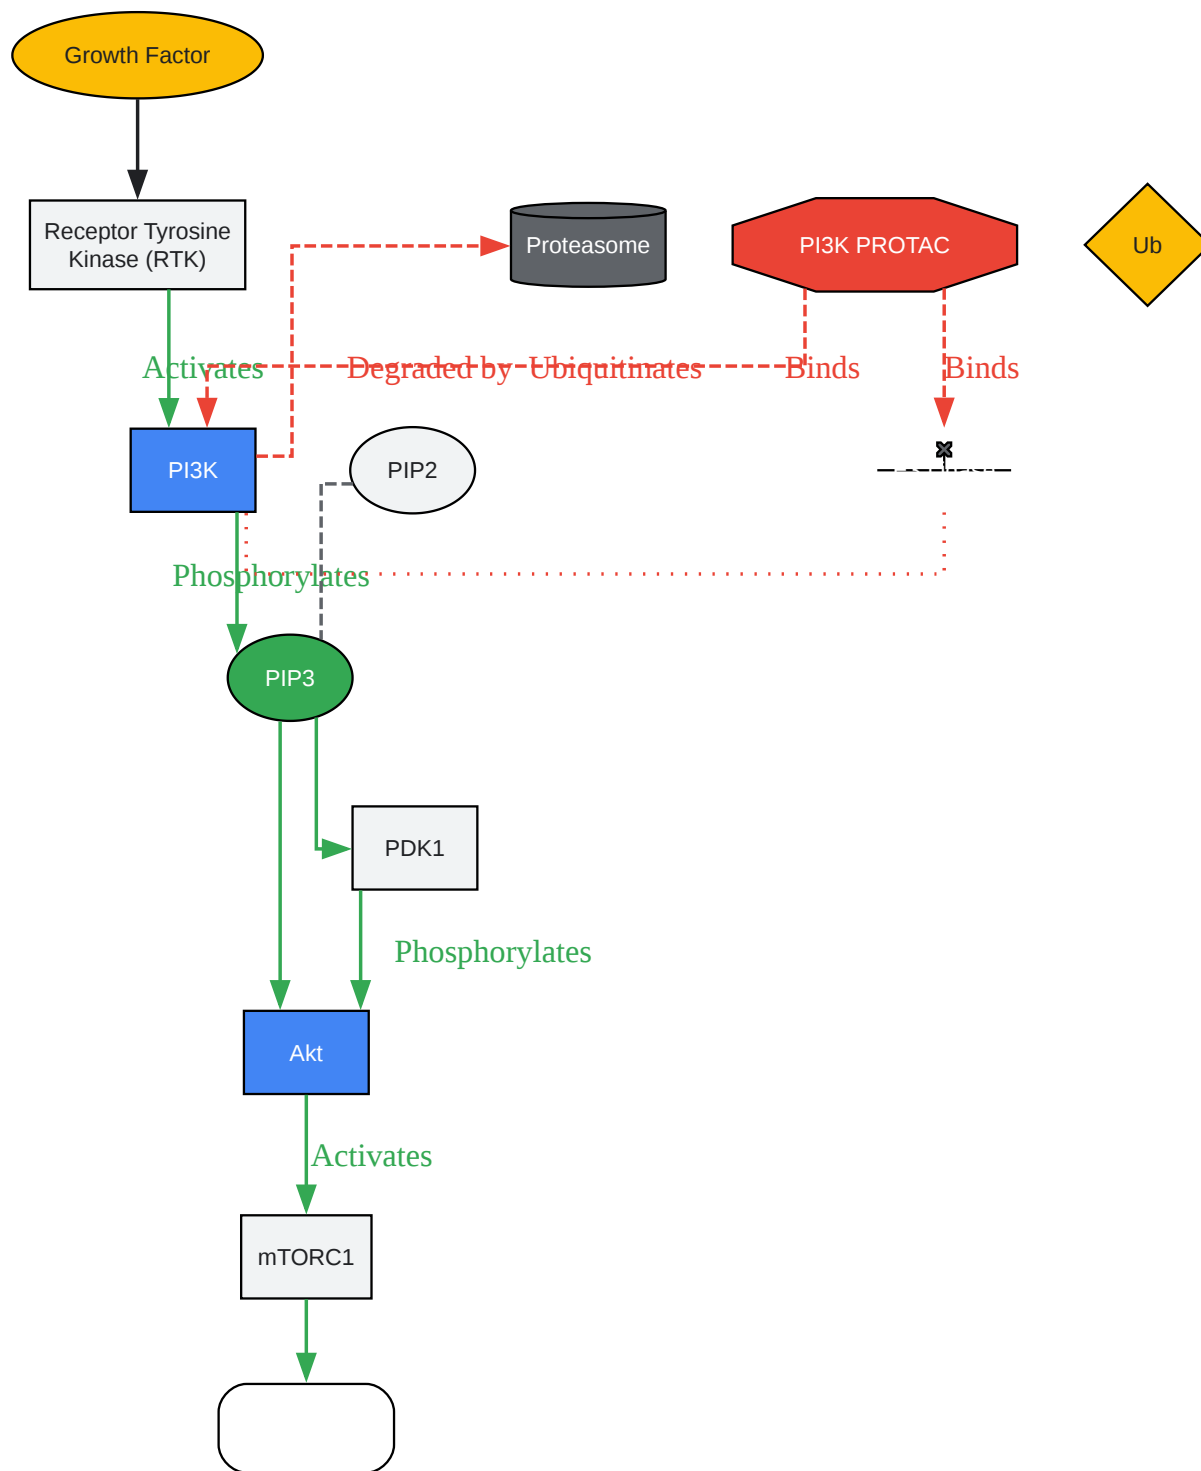 Growth Factor
Receptor Tyrosine
Kinase (RTK)
Proteasome
PI3K PROTAC
Ub
Activates
Degraded by
Ubiquitinates
Binds
Binds
PI3K
PIP2
Phosphorylates
PIP3
PDK1
Phosphorylates
Akt
Activates
mTORC1